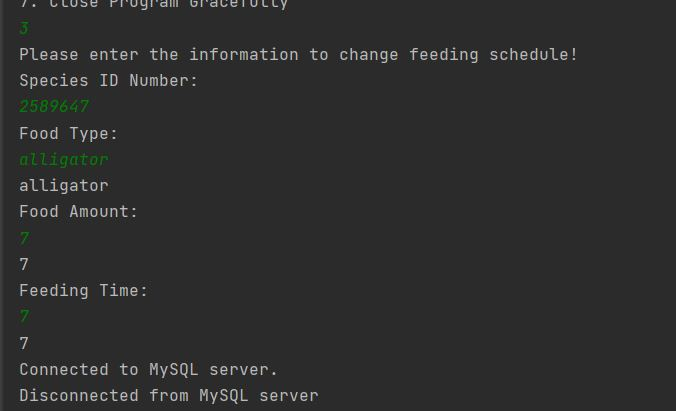 7. Close Program Gracefully
3
Please enter the information to change feeding schedule!
Species ID Number:
2589647
Food Type:
alligator
alligator
Food Amount:
7
7
Feeding Time:
7
7
Connected to MySQL server.
Disconnected from MySQL server